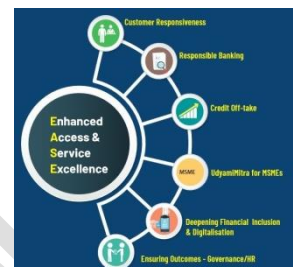 Customer Responsiveness
Responsible Banking
Credit Off-take
Enhanced
Access &
Service
Excellence
MSME
UdyamiMitra for MSMEs
Deepening Financial Inclusion
& Digitalisation
Ensuring Outcomes - Governance/HR